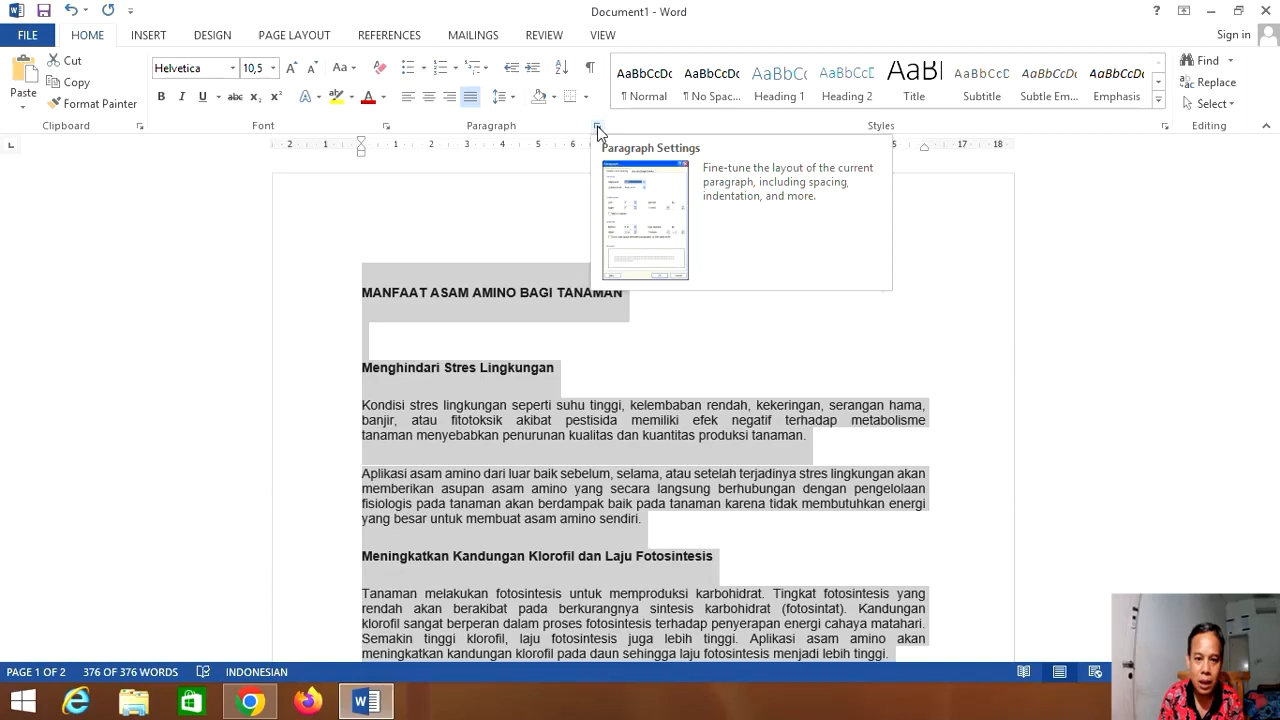 Document1 - Word
?
FILE
HOME
INSERT
DESIGN
PAGE LAYOUT
REFERENCES
MAILINGS
REVIEW
VIEW
Sign in
Paste
Cut
Copy
Format Painter
Clipboard
Helvetica
10,5
Font
Paragraph
AaBbCcDc
¶ Normal
AaBbCcDc
¶ No Spac...
AaBbCc
Heading 1
AaBbCcD
Heading 2
AaBl
Title
AaBbCcD
Subtitle
AaBbCcDc
Subtle Em...
AaBbCcDc
Emphasis
Styles
Find
Replace
Select
Editing
2 1 1 2 3 4 5 6 17 18
Paragraph Settings
Fine-tune the layout of the current
paragraph, including spacing,
indentation, and more.
MANFAAT ASAM AMINO BAGI TANAMAN
Menghindari Stres Lingkungan
Kondisi stres lingkungan seperti suhu tinggi, kelembaban rendah, kekeringan, serangan hama,
banjir, atau fitotoksik akibat pestisida memiliki efek negatif terhadap metabolisme
tanaman menyebabkan penurunan kualitas dan kuantitas produksi tanaman.
Aplikasi asam amino dari luar baik sebelum, selama, atau setelah terjadinya stres lingkungan akan
memberikan asupan asam amino yang secara langsung berhubungan dengan pengelolaan
fisiologis pada tanaman akan berdampak baik pada tanaman karena tidak membutuhkan energi
yang besar untuk membuat asam amino sendiri.
Meningkatkan Kandungan Klorofil dan Laju Fotosintesis
Tanaman melakukan fotosintesis untuk memproduksi karbohidrat. Tingkat fotosintesis yang
rendah akan berakibat pada berkurangnya sintesis karbohidrat (fotosintat). Kandungan
klorofil sangat berperan dalam proses fotosintesis terhadap penyerapan energi cahaya matahari.
Semakin tinggi klorofil, laju fotosintesis juga lebih tinggi. Aplikasi asam amino akan
meningkatkan kandungan klorofil pada daun sehingga laju fotosintesis menjadi lebih tinggi.
PAGE 1 OF 2
376 OF 376 WORDS
INDONESIAN